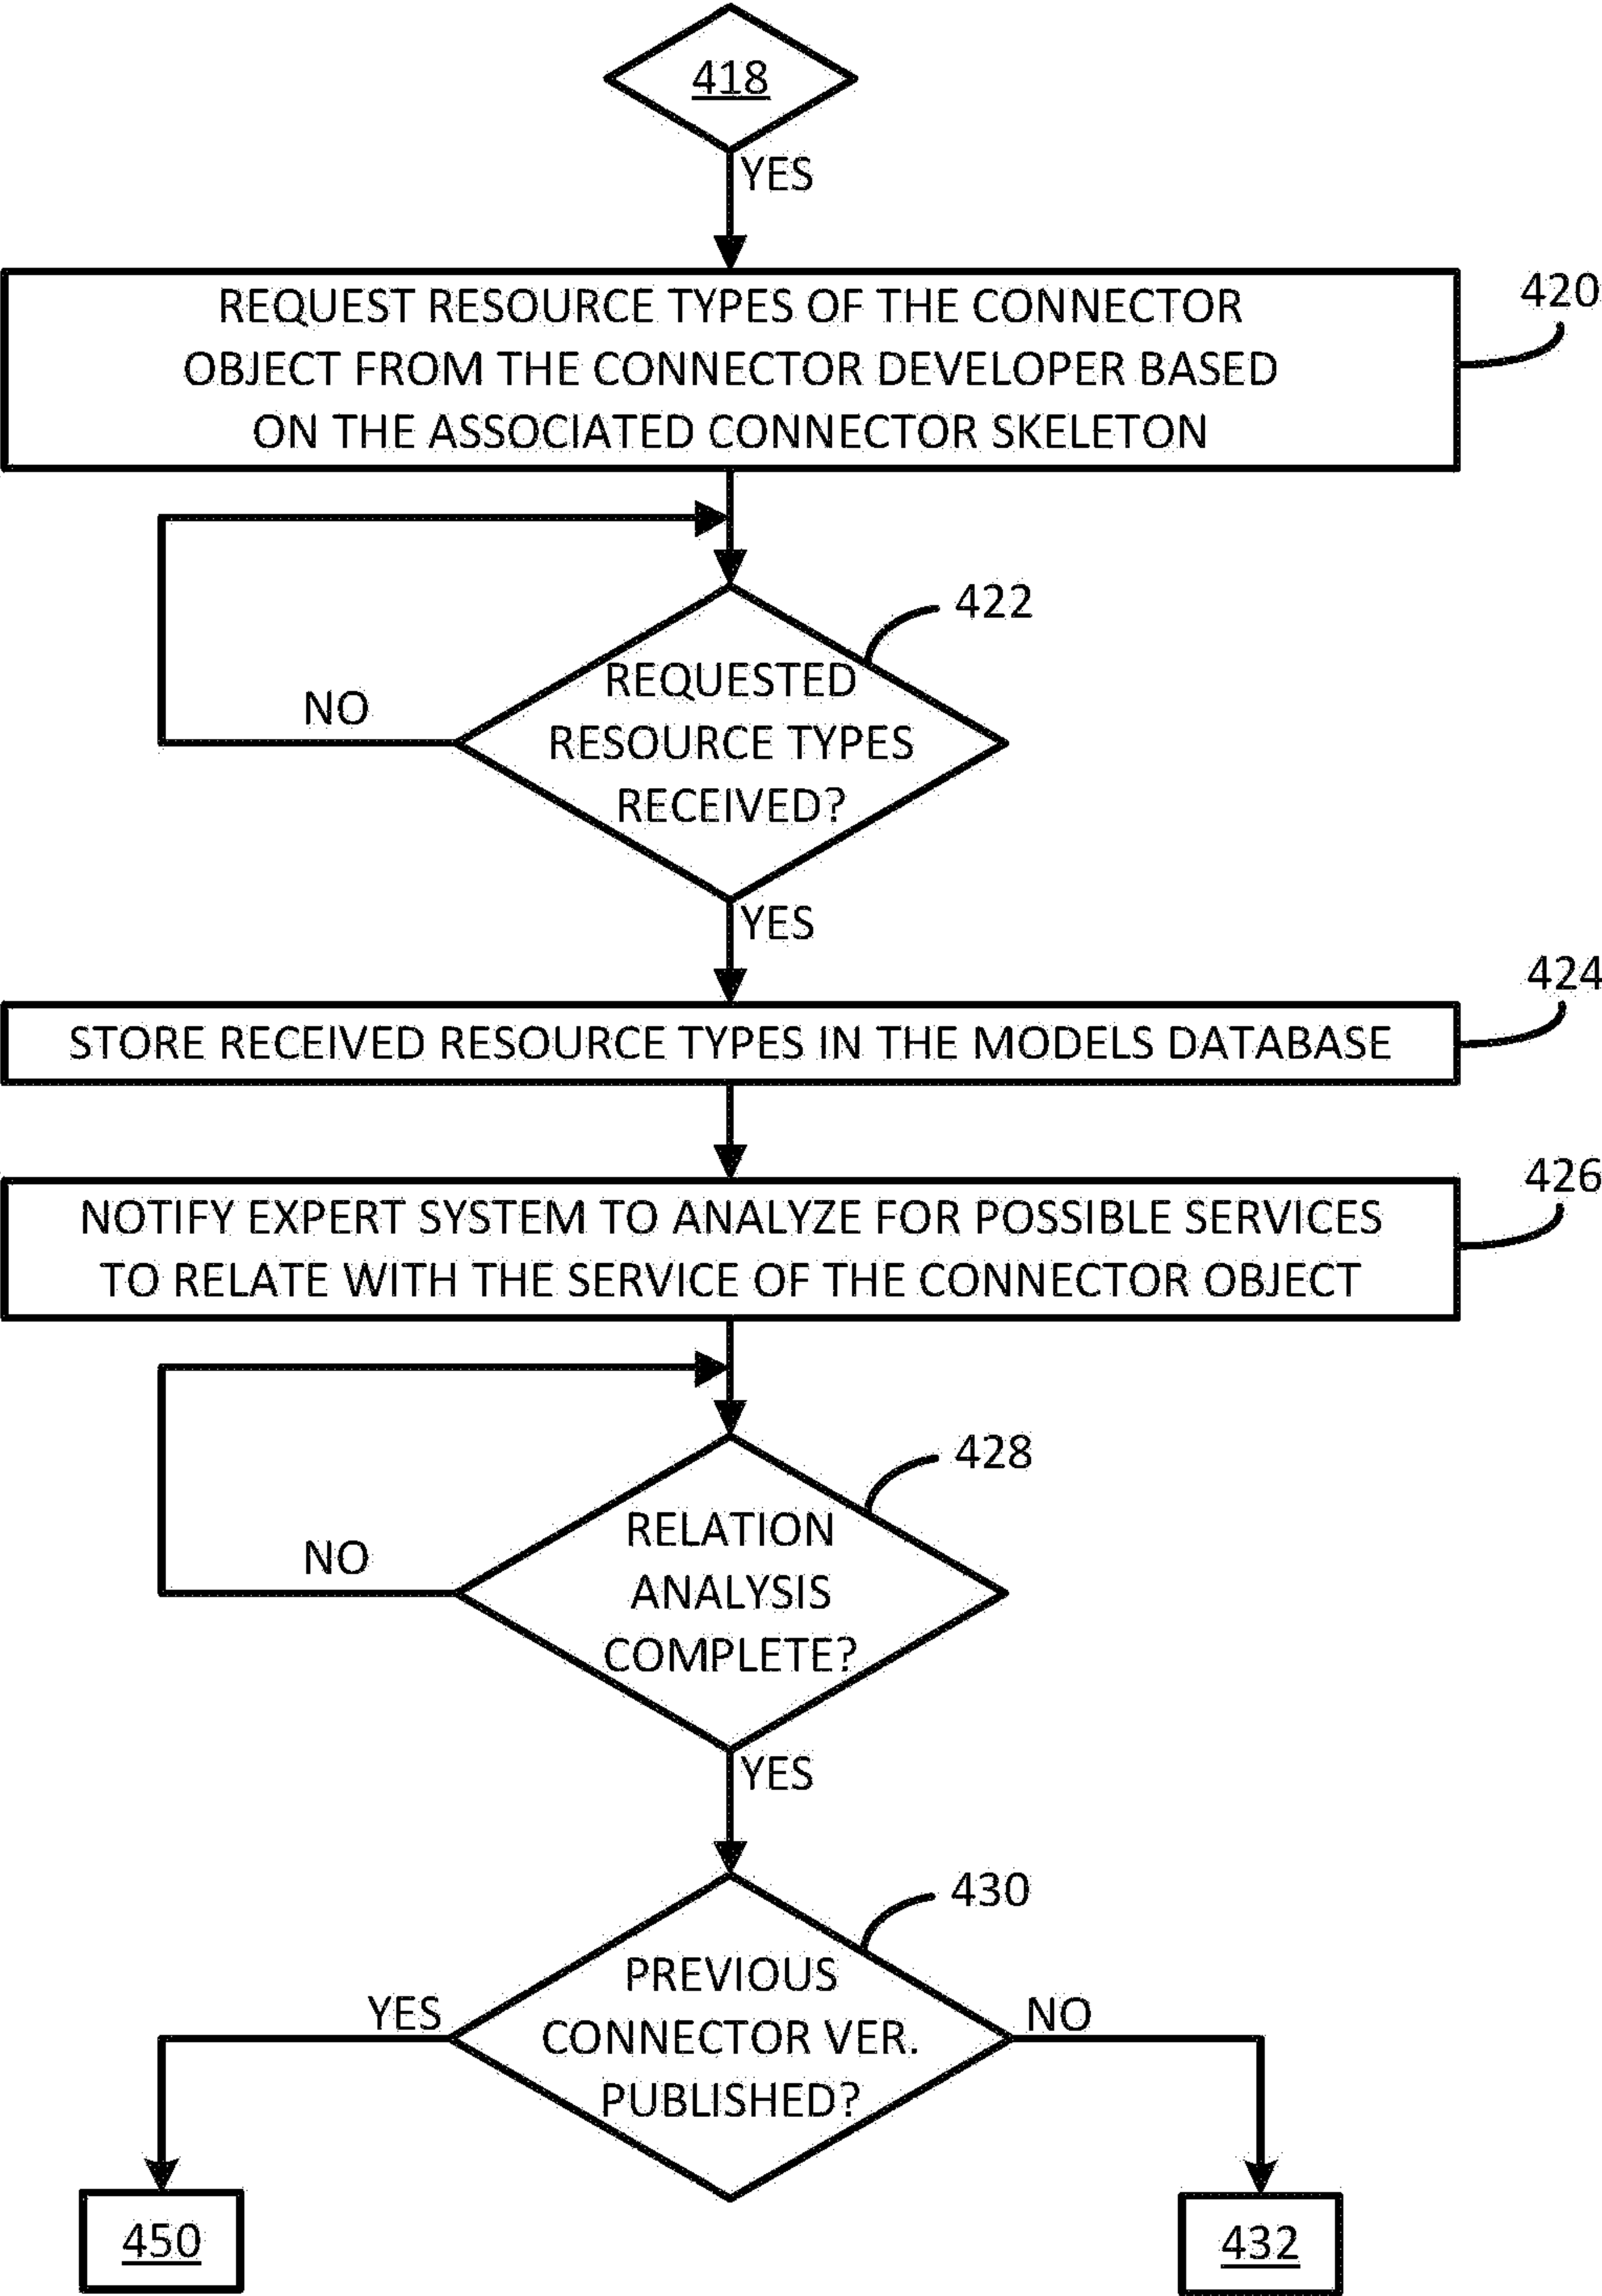 418
YES
REQUEST RESOURCE TYPES OF THE CONNECTOR
OBJECT FROM THE CONNECTOR DEVELOPER BASED
ON THE ASSOCIATED CONNECTOR SKELETON
420
422
REQUESTED
RESOURCE TYPES
RECEIVED?
NO
YES
424
STORE RECEIVED RESOURCE TYPES IN THE MODELS DATABASE
426
NOTIFY EXPERT SYSTEM TO ANALYZE FOR POSSIBLE SERVICES
TO RELATE WITH THE SERVICE OF THE CONNECTOR OBJECT
428
RELATION
ANALYSIS
COMPLETE?
NO
YES
430
PREVIOUS
CONNECTOR VER.
PUBLISHED?
YES
NO
450
432